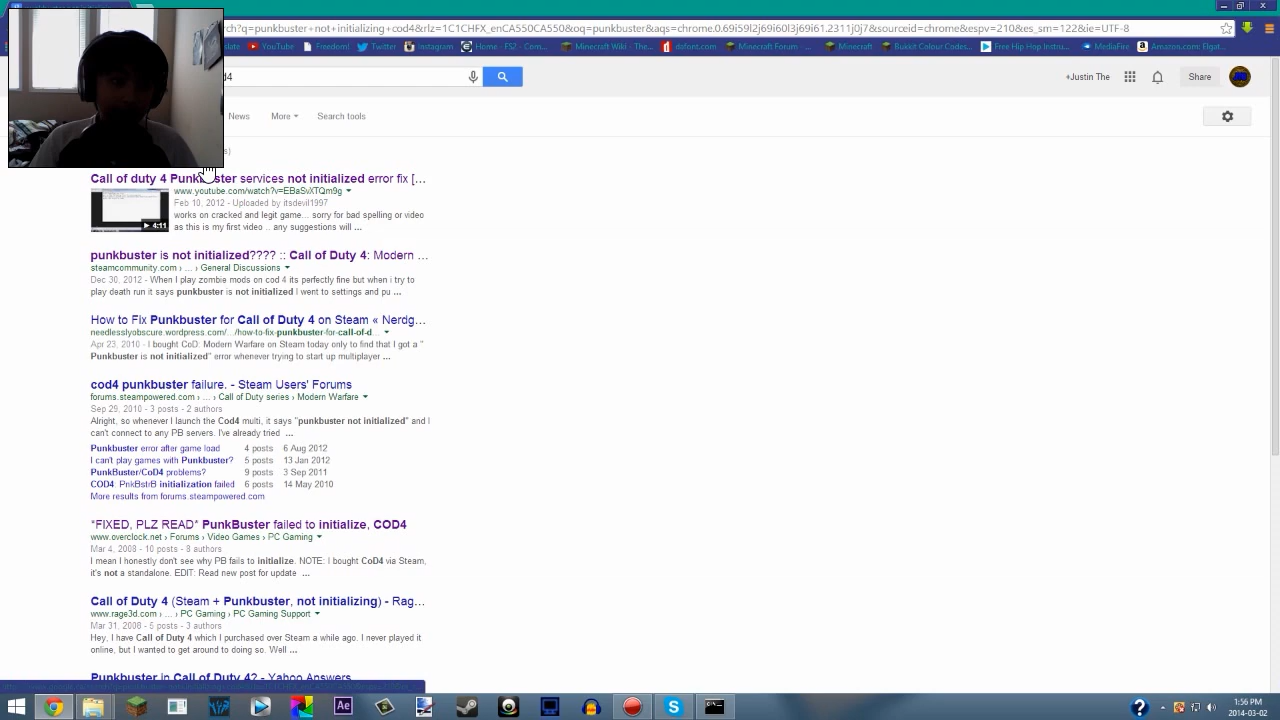 rch?q=punkbuster+not+initializing+cod4&rlz=1C1CHFX_enCA550CA550&oq=punkbuster+not+initializing+cod4&aqs=chrome.0.69i59l2j69i60l3j69i61.2311j0j7&sourceid=chrome&espv=210&es_sm=122&ie=UTF-8
slate YouTube Freedom! Twitter Instagram Home - FS2 - Com... Minecraft Wiki - The... dafont.com Minecraft Forum - ... Minecraft Bukkit Colour Codes... Free Hip Hop Instru... MediaFire Amazon.com: Elgat...
d4 +Justin The Share
News More Search tools
s)
Call of duty 4 Punkbuster services not initialized error fix [...
www.youtube.com/watch?v=EBaSvXTQm9g
Feb 10, 2012 - Uploaded by itsdevil1997
works on cracked and legit game... sorry for bad spelling or video
as this is my first video .. any suggestions will ...
4:11
punkbuster is not initialized???? :: Call of Duty 4: Modern ...
steamcommunity.com › ... › General Discussions
Dec 30, 2012 - When I play zombie mods on cod 4 its perfectly fine but when i try to
play death run it says punkbuster is not initialized I went to settings and pu ...
How to Fix Punkbuster for Call of Duty 4 on Steam « Nerdg...
needlesslyobscure.wordpress.com/.../how-to-fix-punkbuster-for-call-of-d...
Apr 23, 2010 - I bought CoD: Modern Warfare on Steam today only to find that I got a "
Punkbuster is not initialized" error whenever trying to start up multiplayer ...
cod4 punkbuster failure. - Steam Users' Forums
forums.steampowered.com › ... › Call of Duty series › Modern Warfare
Sep 29, 2010 - 3 posts - 2 authors
Alright, so whenever I launch the Cod4 multi, it says "punkbuster not initialized" and I
can't connect to any PB servers. I've already tried ...
Punkbuster error after game load 4 posts 6 Aug 2012
I can't play games with Punkbuster? 5 posts 13 Jan 2012
PunkBuster/CoD4 problems? 9 posts 3 Sep 2011
COD4: PnkBstrB initialization failed 6 posts 14 May 2010
More results from forums.steampowered.com
*FIXED, PLZ READ* PunkBuster failed to initialize, COD4
www.overclock.net › Forums › Video Games › PC Gaming
Mar 4, 2008 - 10 posts - 8 authors
I mean I honestly don't see why PB fails to initialize. NOTE: I bought CoD4 via Steam,
it's not a standalone. EDIT: Read new post for update ...
Call of Duty 4 (Steam + Punkbuster, not initializing) - Rag...
www.rage3d.com › ... › PC Gaming › PC Gaming Support
Mar 31, 2008 - 5 posts - 3 authors
Hey, I have Call of Duty 4 which I purchased over Steam a while ago. I never played it
online, but I wanted to get around to doing so. Well ...
Punkbuster in Call of Duty 4? - Yahoo Answers
Ae
1:56 PM
2014-03-02